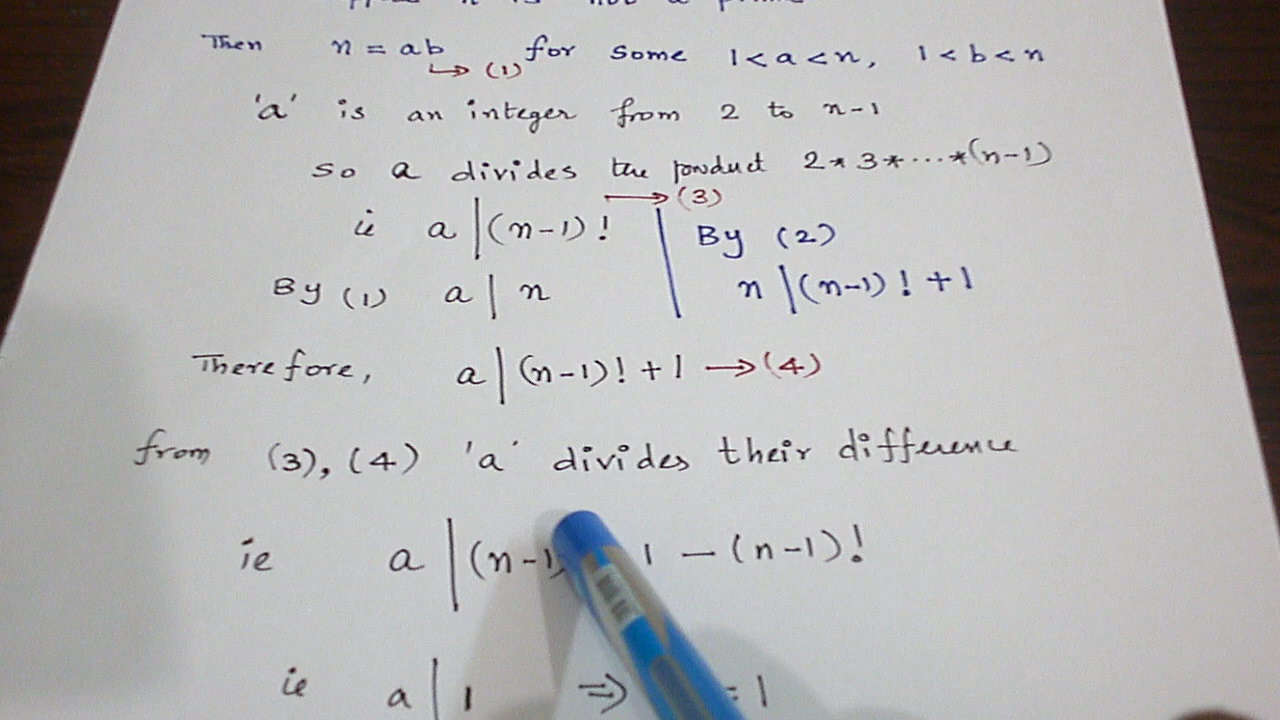 Then n = ab for some 1<a<n, 1<b<n
↳ (1)
'a' is an integer from 2 to n-1
so a divides the product 2*3*...*(n-1)
→ (3)
ie a | (n-1)! | By (2)
By (1) a | n | n | (n-1)! + 1
Therefore, a | (n-1)! + 1 → (4)
from (3), (4) 'a' divides their difference
ie a | (n-1) 1 - (n-1)!
ie a | 1 ⇒ = 1